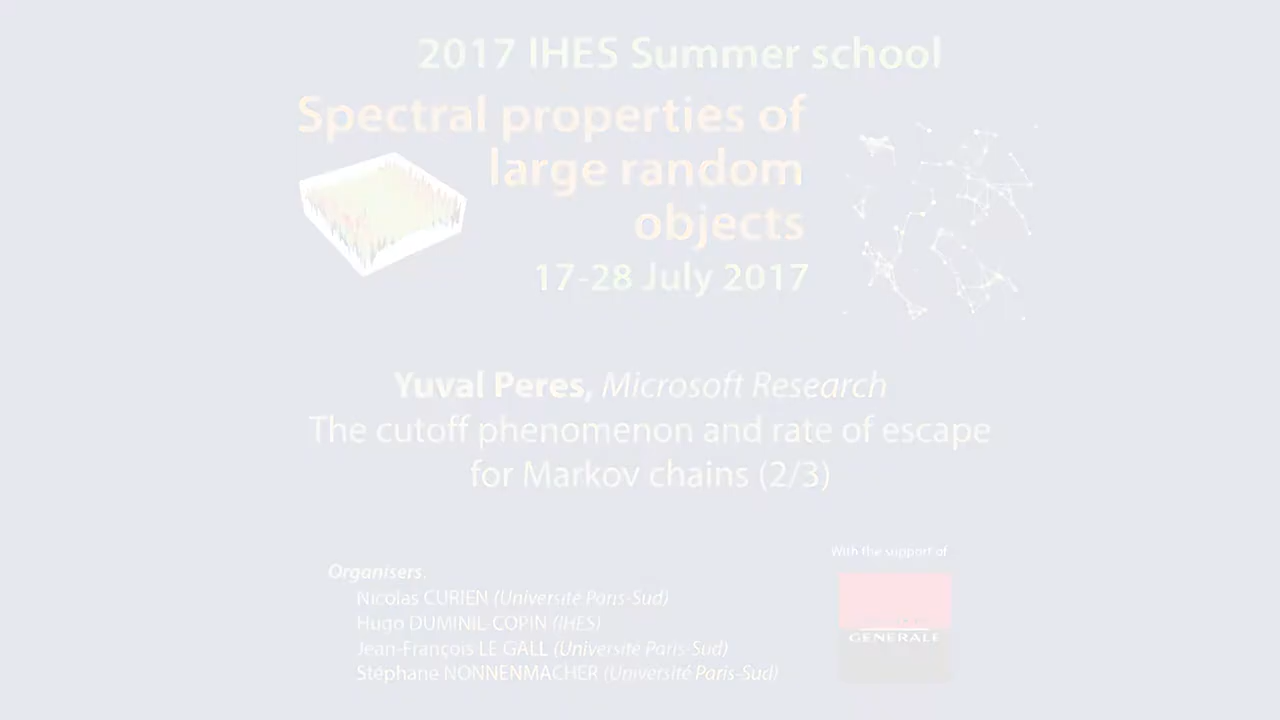 2017 IHES Summer school
Spectral properties of
large random
objects
17-28 July 2017
Yuval Peres, Microsoft Research
The cutoff phenomenon and rate of escape
for Markov chains (2/3)
Organisers:
Nicolas CURIEN (Université Paris-Sud)
Hugo DUMINIL-COPIN (IHES)
Jean-François LE GALL (Université Paris-Sud)
Stéphane NONNENMACHER (Université Paris-Sud)
With the support of
GENERALE